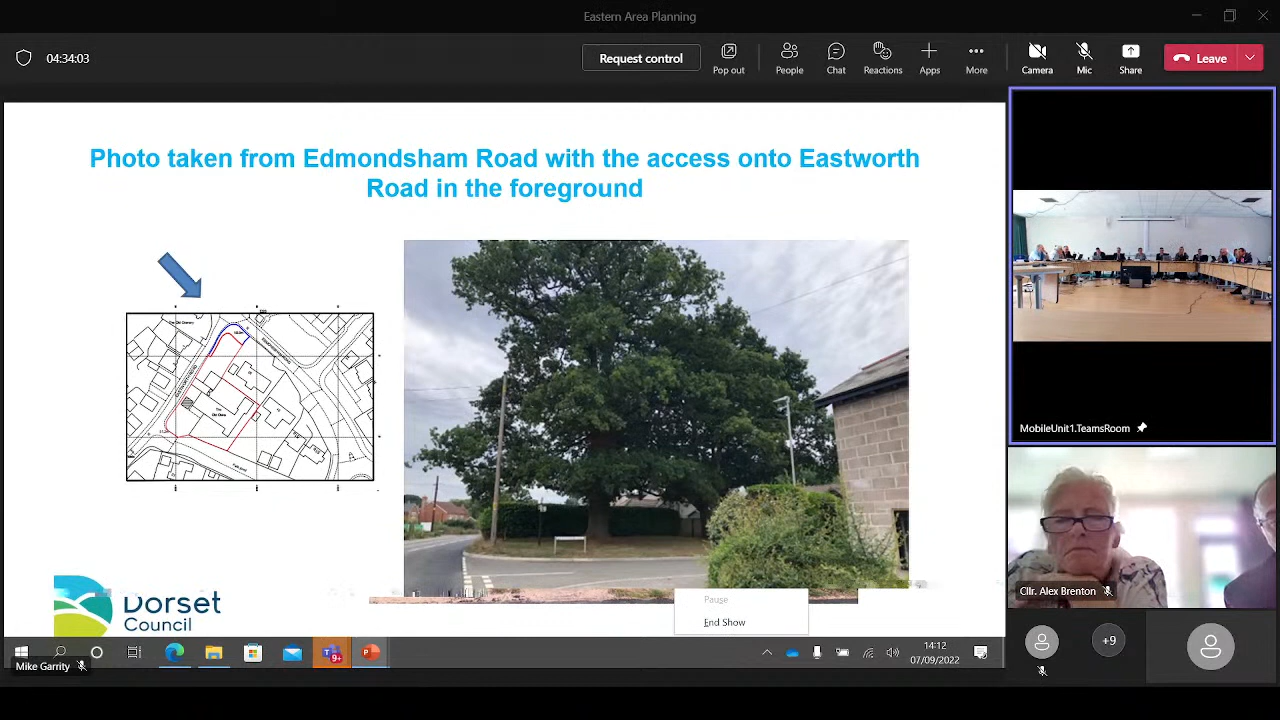 Eastern Area Planning
04:34:03
Request control
Pop out
People
Chat
Reactions
Apps
More
Camera
Mic
Share
Leave
Photo taken from Edmondsham Road with the access onto Eastworth
Road in the foreground
MobileUnit1.TeamsRoom
Cllr. Alex Brenton
+9
Dorset
Council
Pause
End Show
9+
14:12
07/09/2022
Mike Garrity